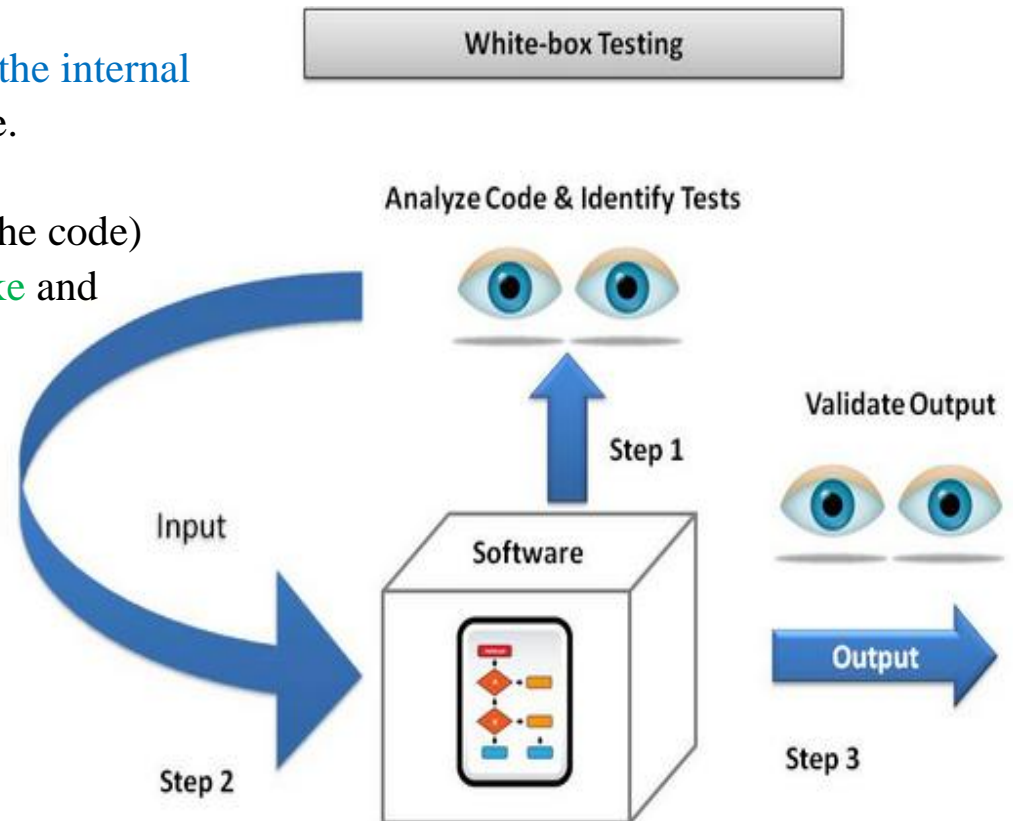 White-box Testing
the internal
e.
he code)
ke and
Analyze Code & Identify Tests
Step 1
Validate Output
Input
Software
Output
Step 2
Step 3